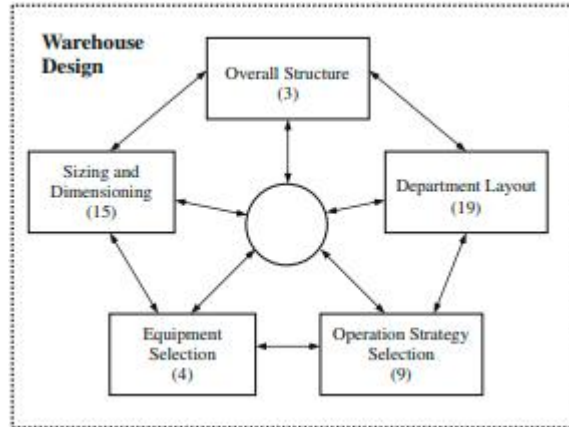 Warehouse
Design
Overall Structure
(3)
Sizing and
Dimensioning
(15)
Department Layout
(19)
Equipment
Selection
(4)
Operation Strategy
Selection
(9)